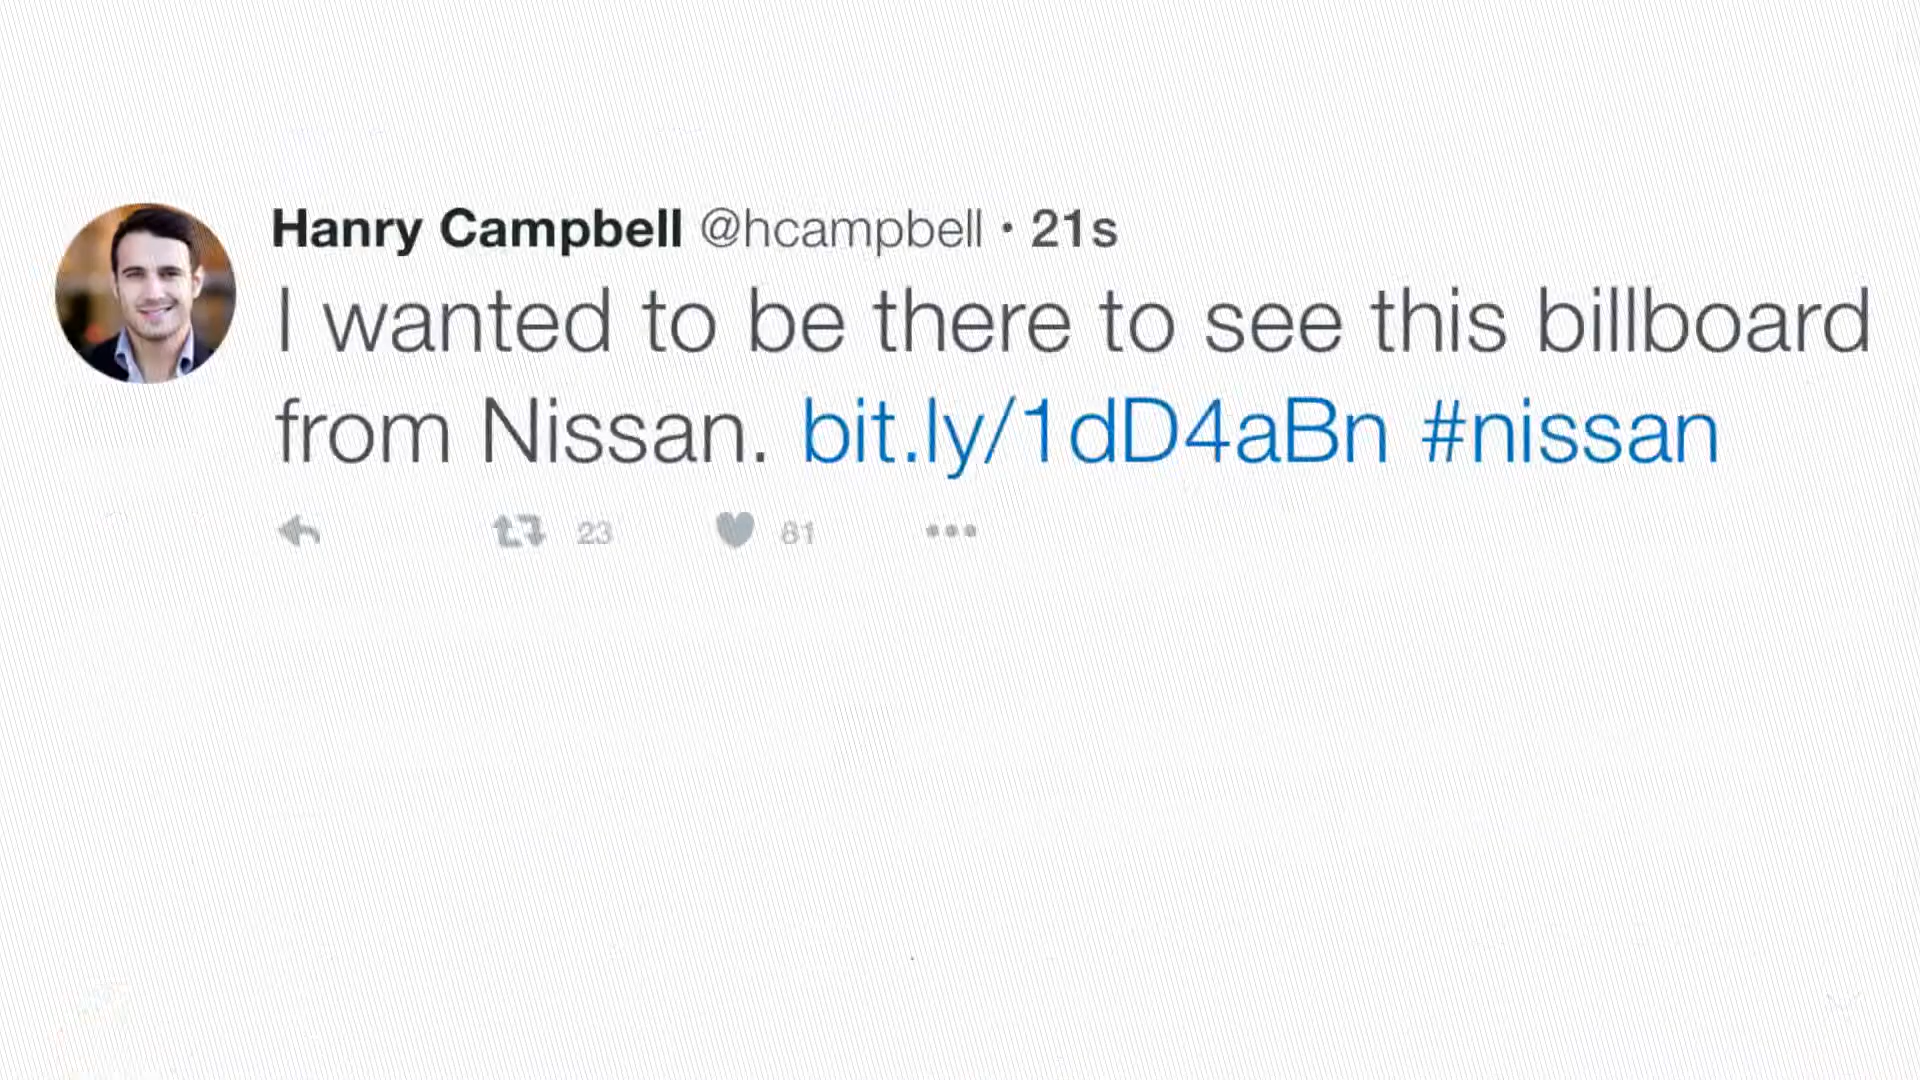 Hanry Campbell @hcampbell · 21s
I wanted to be there to see this billboard
from Nissan. bit.ly/1dD4aBn #nissan
23 81